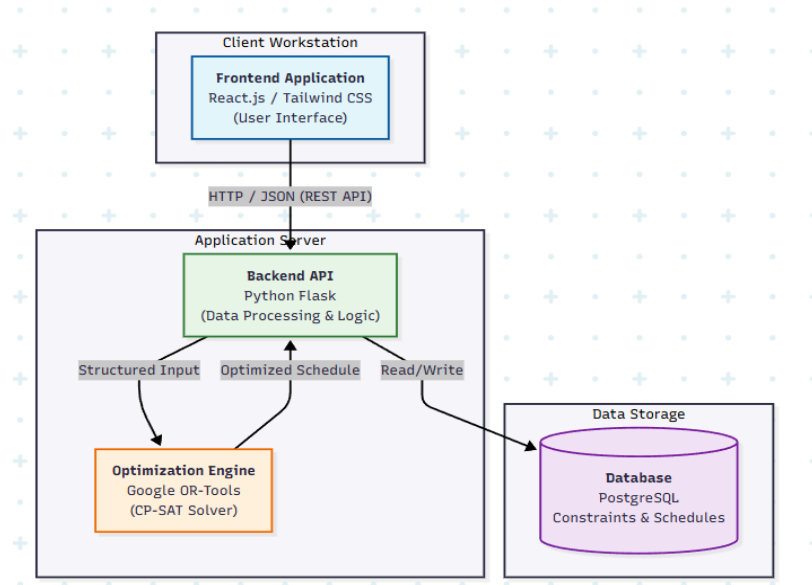 Client Workstation
Frontend Application
React.js / Tailwind CSS
(User Interface)
HTTP / JSON (REST API)
Application Server
Backend API
Python Flask
(Data Processing & Logic)
Structured Input
Optimized Schedule
Read/Write
Optimization Engine
Google OR-Tools
(CP-SAT Solver)
Data Storage
Database
PostgreSQL
Constraints & Schedules